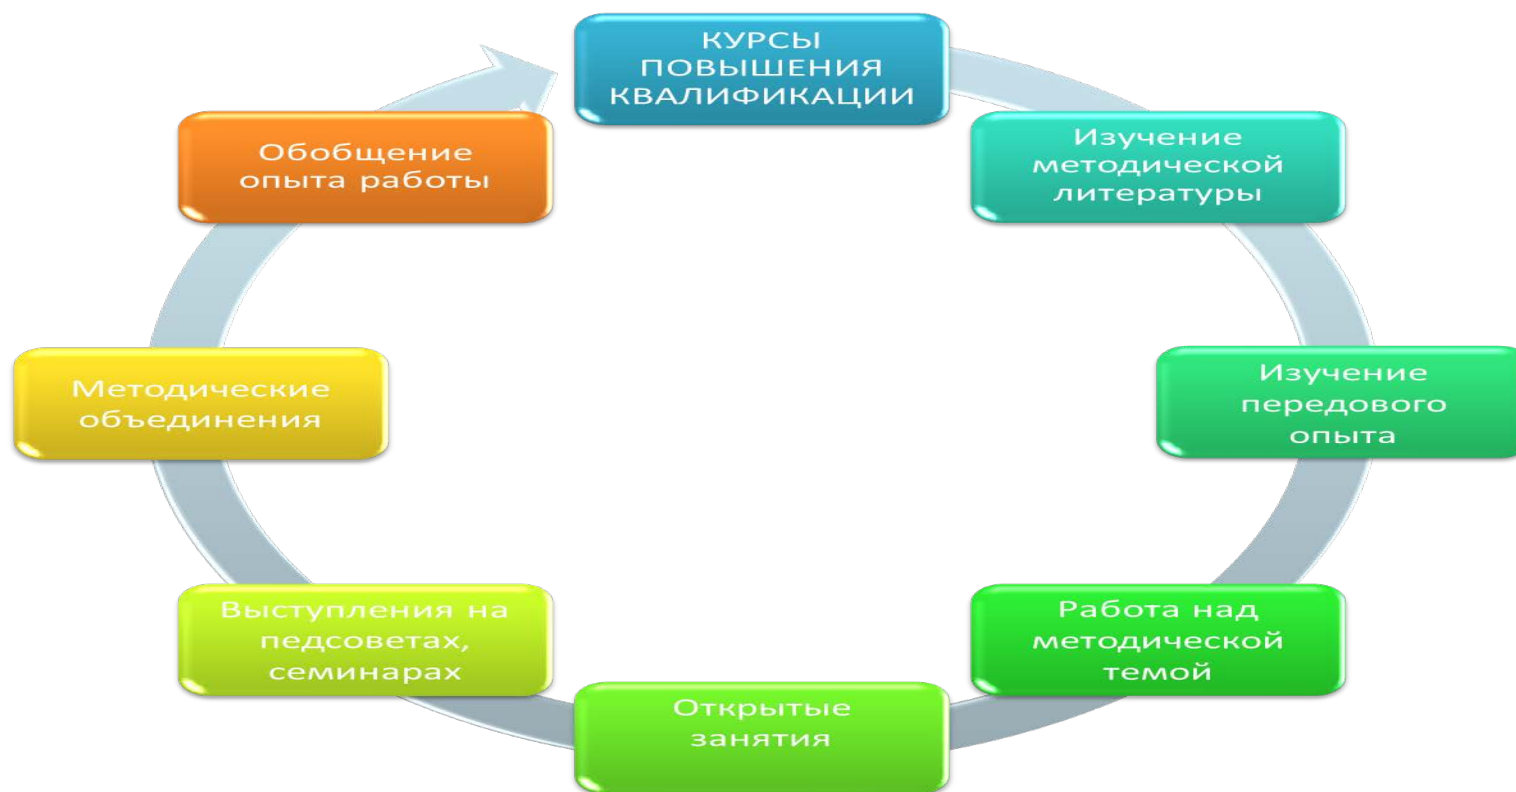 КУРСЫ
ПОВЫШЕНИЯ
КВАЛИФИКАЦИИ
Изучение
методической
литературы
Изучение
передового
опыта
Работа над
методической
темой
Открытые
занятия
Выступления на
педсоветах,
семинарах
Методические
объединения
Обобщение
опыта работы